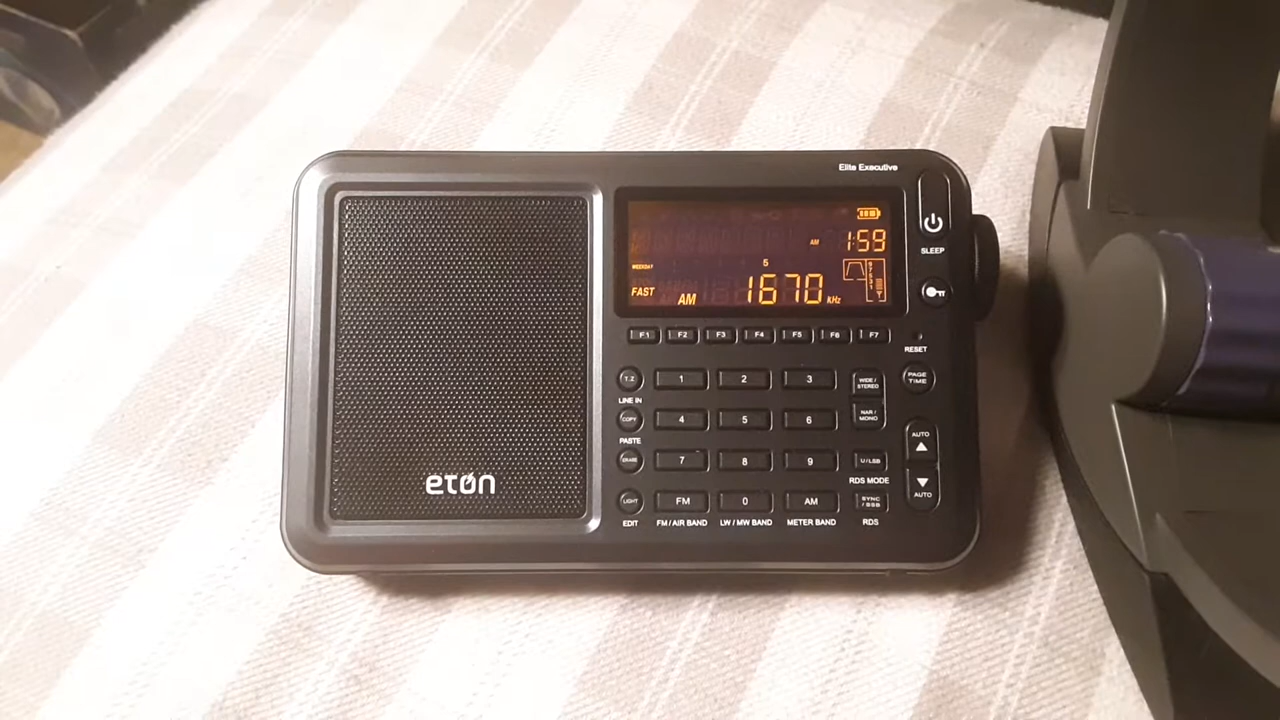 Elite Executive
AM 1:59
SLEEP
WEEKDAY
5
FAST AM 1670 kHz
F1 F2 F3 F4 F5 F6 F7
RESET
T.Z 1 2 3 WIDE / STEREO PAGE TIME
LINE IN
COPY 4 5 6 NAR / MONO
PASTE
AUTO
ERASE 7 8 9 U / LSB
RDS MODE
AUTO
LIGHT FM 0 AM SYNC / SSB
EDIT FM / AIR BAND LW / MW BAND METER BAND RDS
etón